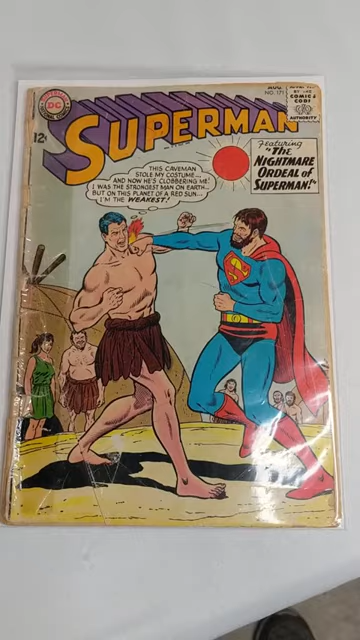 SUPERMAN
DC
AUG.
NO. 171
BY THE
COMICS
CODE
AUTHORITY
12¢
SUPERMAN
Featuring
"THE
NIGHTMARE
ORDEAL of
SUPERMAN!"
THIS CAVEMAN
STOLE MY COSTUME...
AND NOW HE'S CLOBBERING ME!
I WAS THE STRONGEST MAN ON EARTH...
BUT ON THIS PLANET OF A RED SUN...
I'M THE WEAKEST!
S